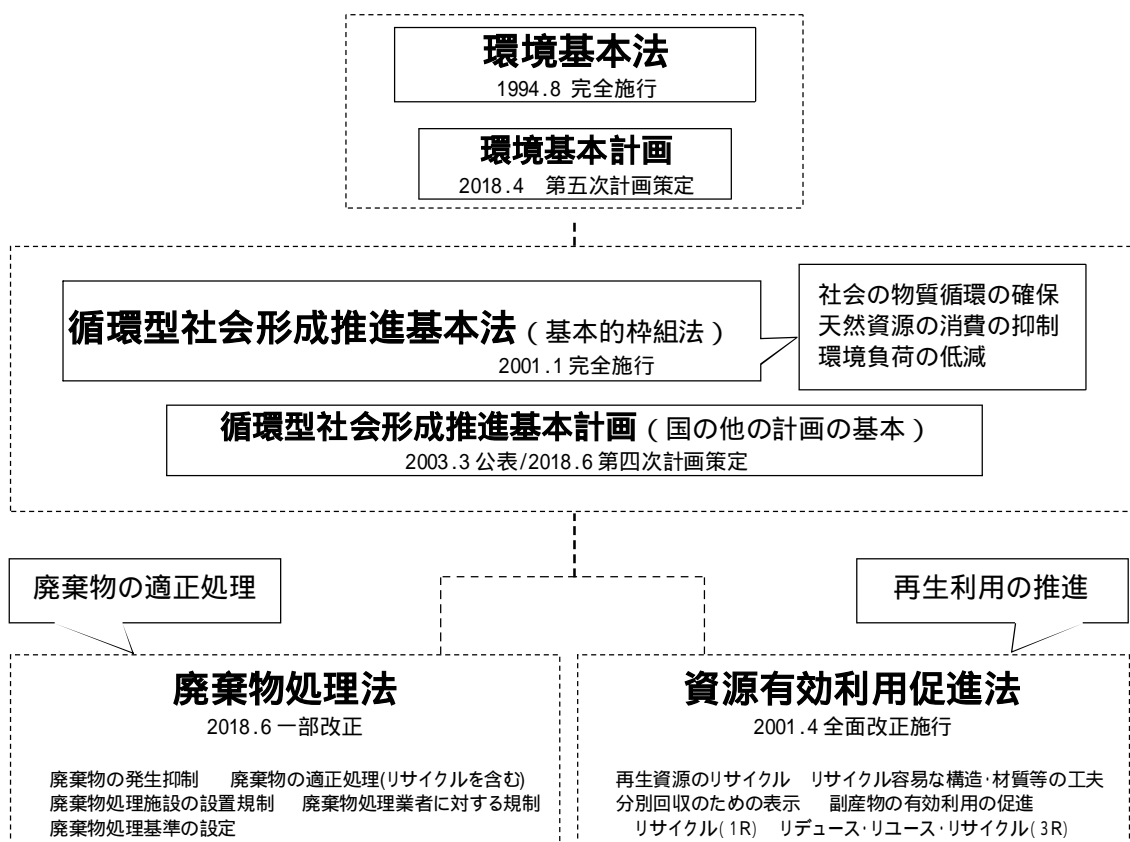 環境基本法
1994.8 完全施行
環境基本計画
2018.4 第五次計画策定
循環型社会形成推進基本法(基本的枠組法)
2001.1 完全施行
社会の物質循環の確保
天然資源の消費の抑制
環境負荷の低減
循環型社会形成推進基本計画(国の他の計画の基本)
2003.3 公表/2018.6 第四次計画策定
廃棄物の適正処理
再生利用の推進
廃棄物処理法
2018.6 一部改正
廃棄物の発生抑制 廃棄物の適正処理(リサイクルを含む)
廃棄物処理施設の設置規制 廃棄物処理業者に対する規制
廃棄物処理基準の設定
資源有効利用促進法
2001.4 全面改正施行
再生資源のリサイクル リサイクル容易な構造・材質等の工夫
分別回収のための表示 副産物の有効利用の促進
リサイクル(1R) リデュース・リユース・リサイクル(3R)